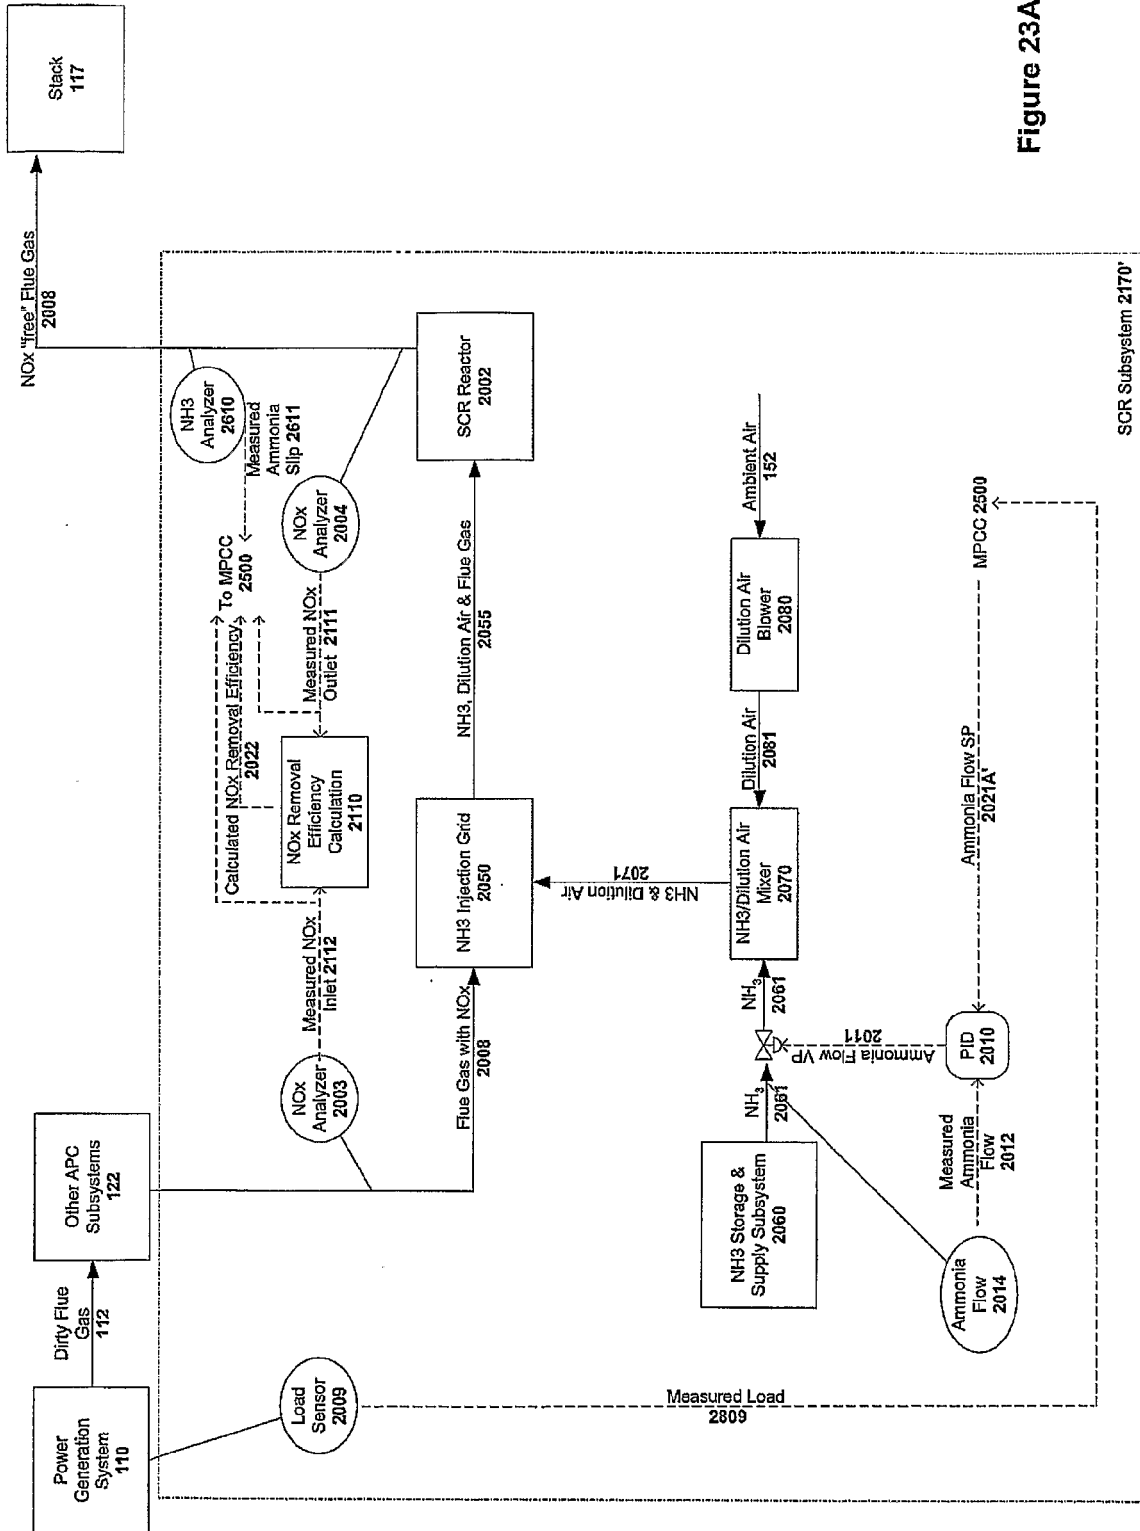 Power
Generation
System
110
Dirty Flue
Gas
112
Other APC
Subsystems
122
NOx "free" Flue Gas
2008
Stack
117
Load
Sensor
2009
NOx
Analyzer
2003
Measured NOx
Inlet 2112
Calculated NOx Removal Efficiency
2022
NOx Removal
Efficiency
Calculation
2110
To MPCC
2500
Measured NOx
Outlet 2111
NOx
Analyzer
2004
Measured
Ammonia
Slip 2611
NH3
Analyzer
2610
Flue Gas with NOx
2008
NH3 Injection Grid
2050
NH3, Dilution Air & Flue Gas
2055
SCR Reactor
2002
NH3 & Dilution Air
2071
Measured Load
2809
NH3 Storage &
Supply Subsystem
2060
NH3
2061
NH3
2061
NH3/Dilution Air
Mixer
2070
Dilution Air
2081
Dilution Air
Blower
2080
Ambient Air
152
Ammonia Flow VP
2011
Ammonia
Flow
2014
Measured
Ammonia
Flow
2012
PID
2010
Ammonia Flow SP
2021A'
MPCC 2500
SCR Subsystem 2170'
Figure 23A